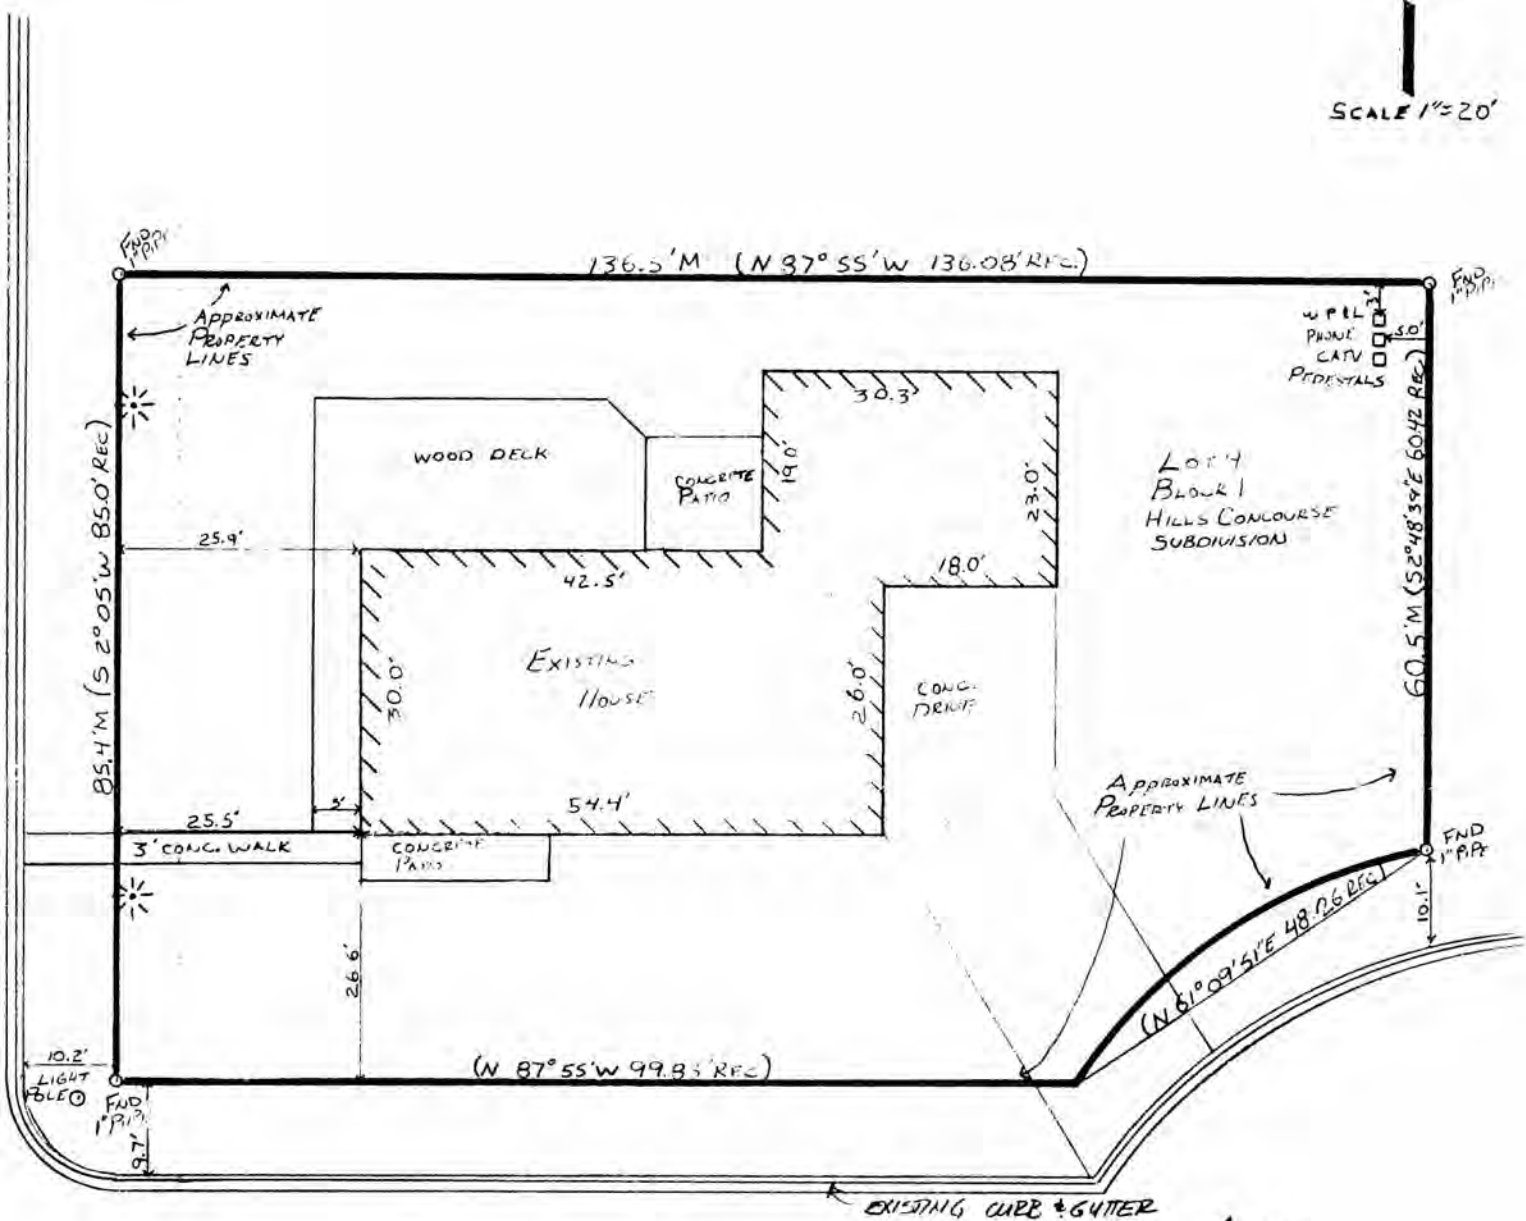 SCALE 1"=20'
FND
1" PIPE
136.5'M (N 87°55'W 136.08' REC.)
FND
1" PIPE
APPROXIMATE
PROPERTY
LINES
3'
W P & L
PHONE
CATV
PEDESTALS
5.0'
30.3'
WOOD DECK
CONCRETE
PATIO
19.0'
23.0'
LOT 4
BLOCK 1
HILLS CONCOURSE
SUBDIVISION
85.4'M (S 2°05'W 85.0' REC)
60.5'M (S2°48'39"E 60.42 REC)
25.9'
42.5'
18.0'
EXISTING
HOUSE
30.0'
26.0'
CONC.
DRIVE
54.4'
5'
25.5'
3' CONC. WALK
CONCRETE
PATIO
APPROXIMATE
PROPERTY LINES
FND
1" PIPE
10.1'
(N 61°09'51"E 48.26 REC)
26.6'
10.2'
LIGHT
POLE
FND
1" PIPE
(N 87°55'W 99.83' REC)
9.7'
EXISTING CURB & GUTTER